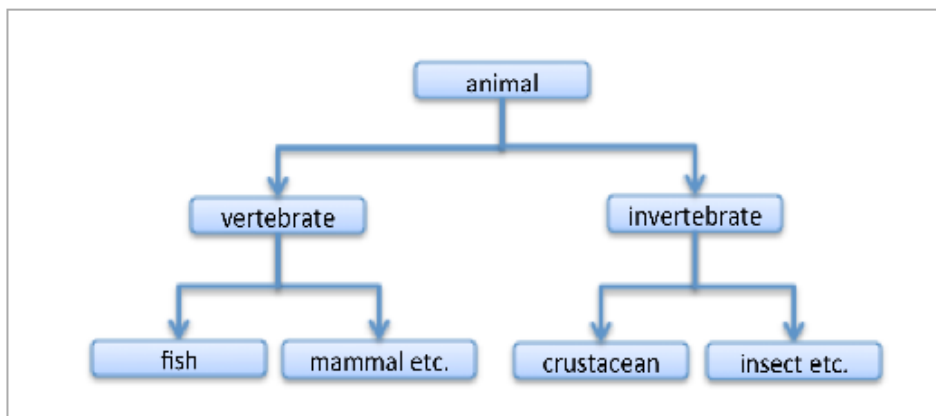 animal
vertebrate
invertebrate
fish
mammal etc.
crustacean
insect etc.